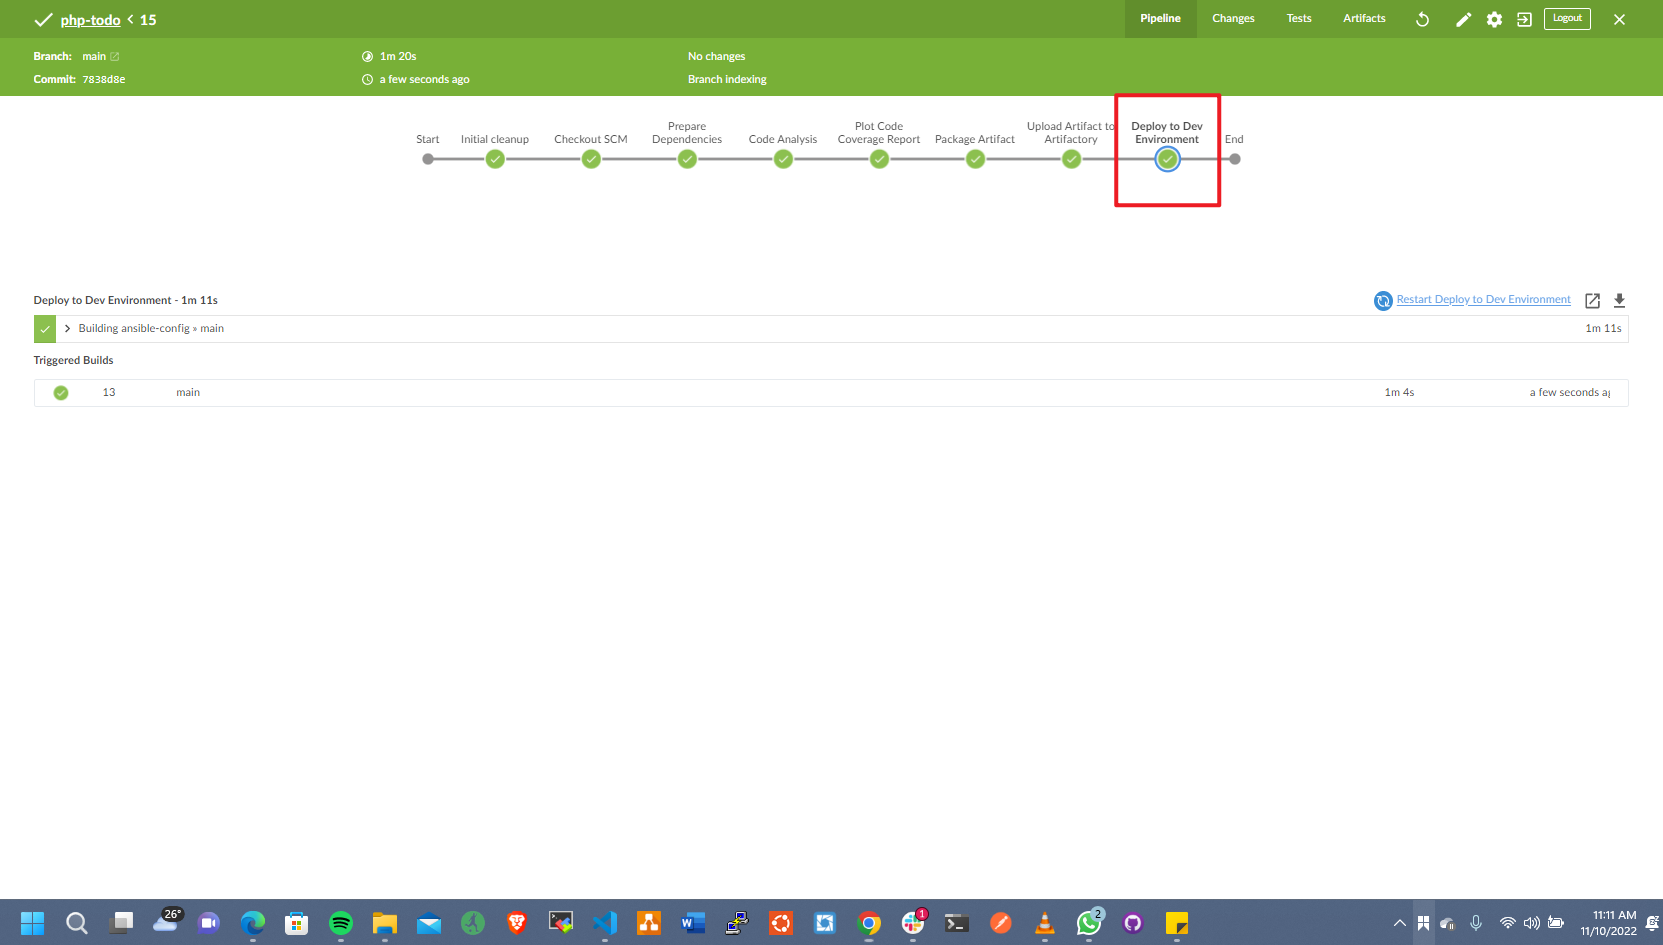 php-todo < 15
Pipeline
Changes
Tests
Artifacts
Logout
Branch: main
1m 20s
No changes
Commit: 7838d8e
a few seconds ago
Branch indexing
Start
Initial cleanup
Checkout SCM
Prepare
Dependencies
Code Analysis
Plot Code
Coverage Report
Package Artifact
Upload Artifact to
Artifactory
Deploy to Dev
Environment
End
Deploy to Dev Environment - 1m 11s
Restart Deploy to Dev Environment
Building ansible-config » main
1m 11s
Triggered Builds
13
main
1m 4s
a few seconds ag
26°
1
2
11:11 AM
11/10/2022